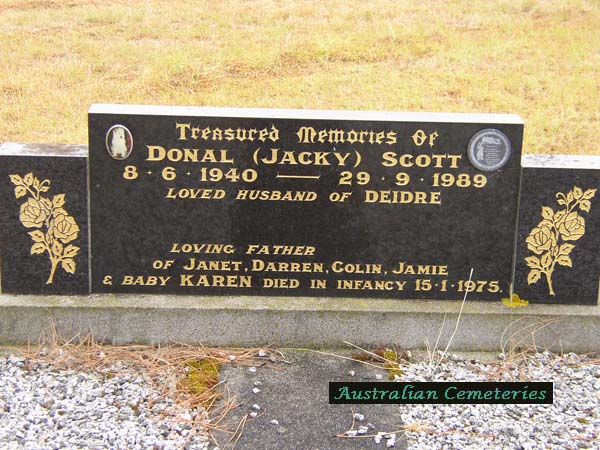 Treasured Memories Of
DONAL (JACKY) SCOTT
8·6·1940 — 29·9·1989
LOVED HUSBAND OF DEIDRE
LOVING FATHER
OF JANET, DARREN, COLIN, JAMIE
& BABY KAREN DIED IN INFANCY 15·1·1975.
Australian Cemeteries